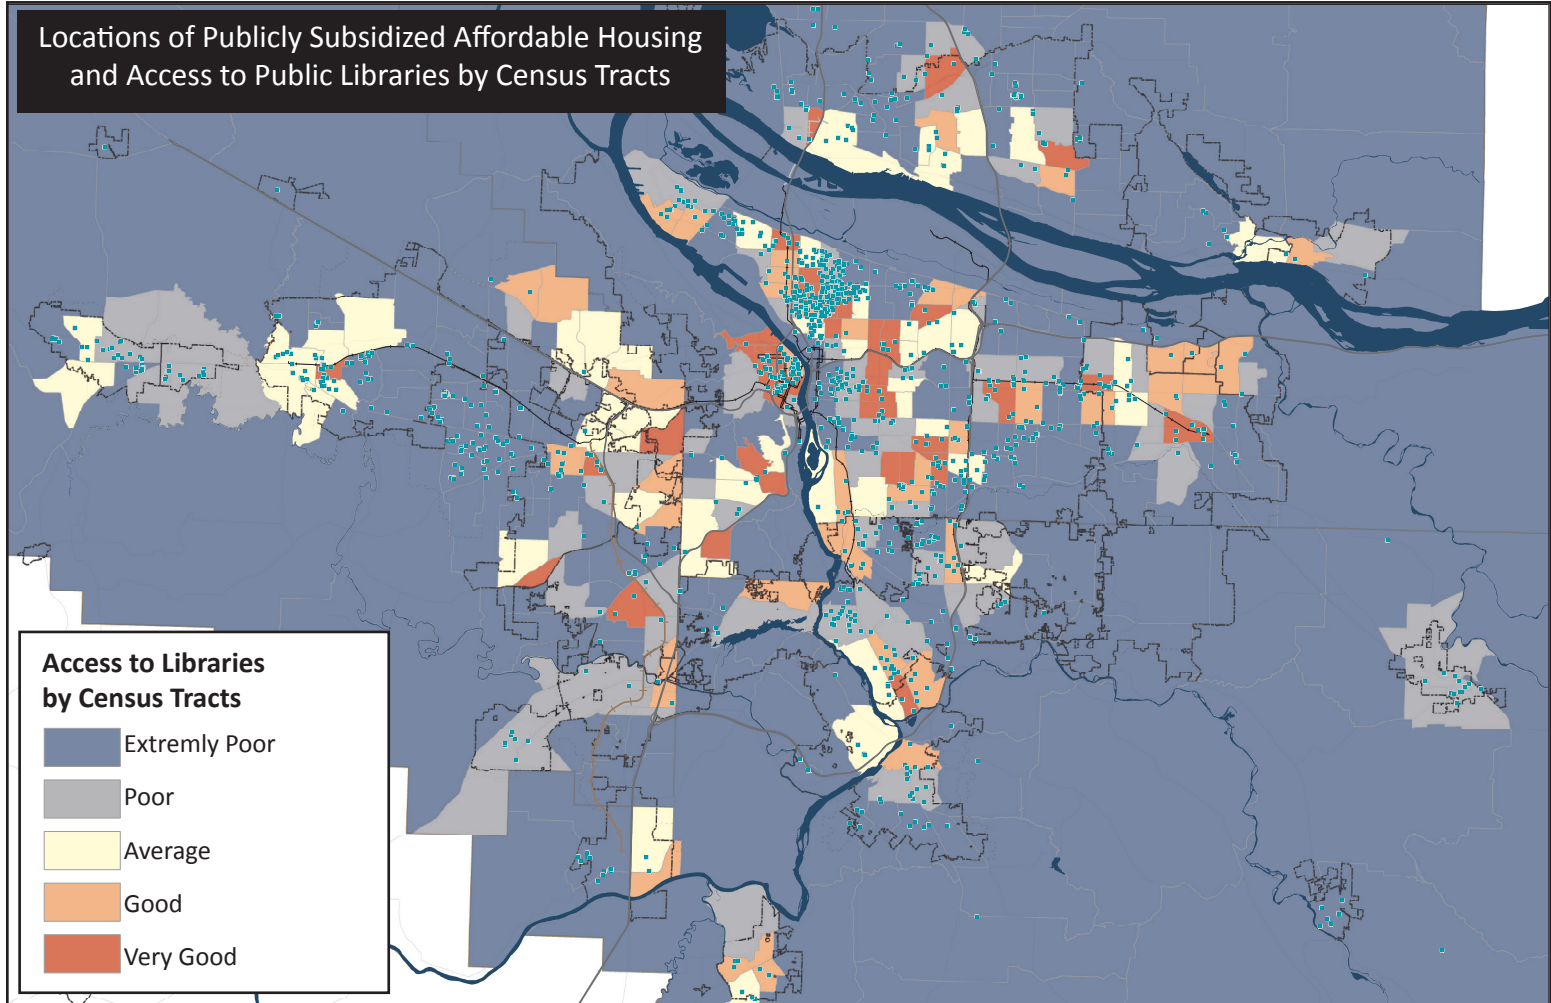 Locations of Publicly Subsidized Affordable Housing
and Access to Public Libraries by Census Tracts
Access to Libraries
by Census Tracts
Extremly Poor
Poor
Average
Good
Very Good